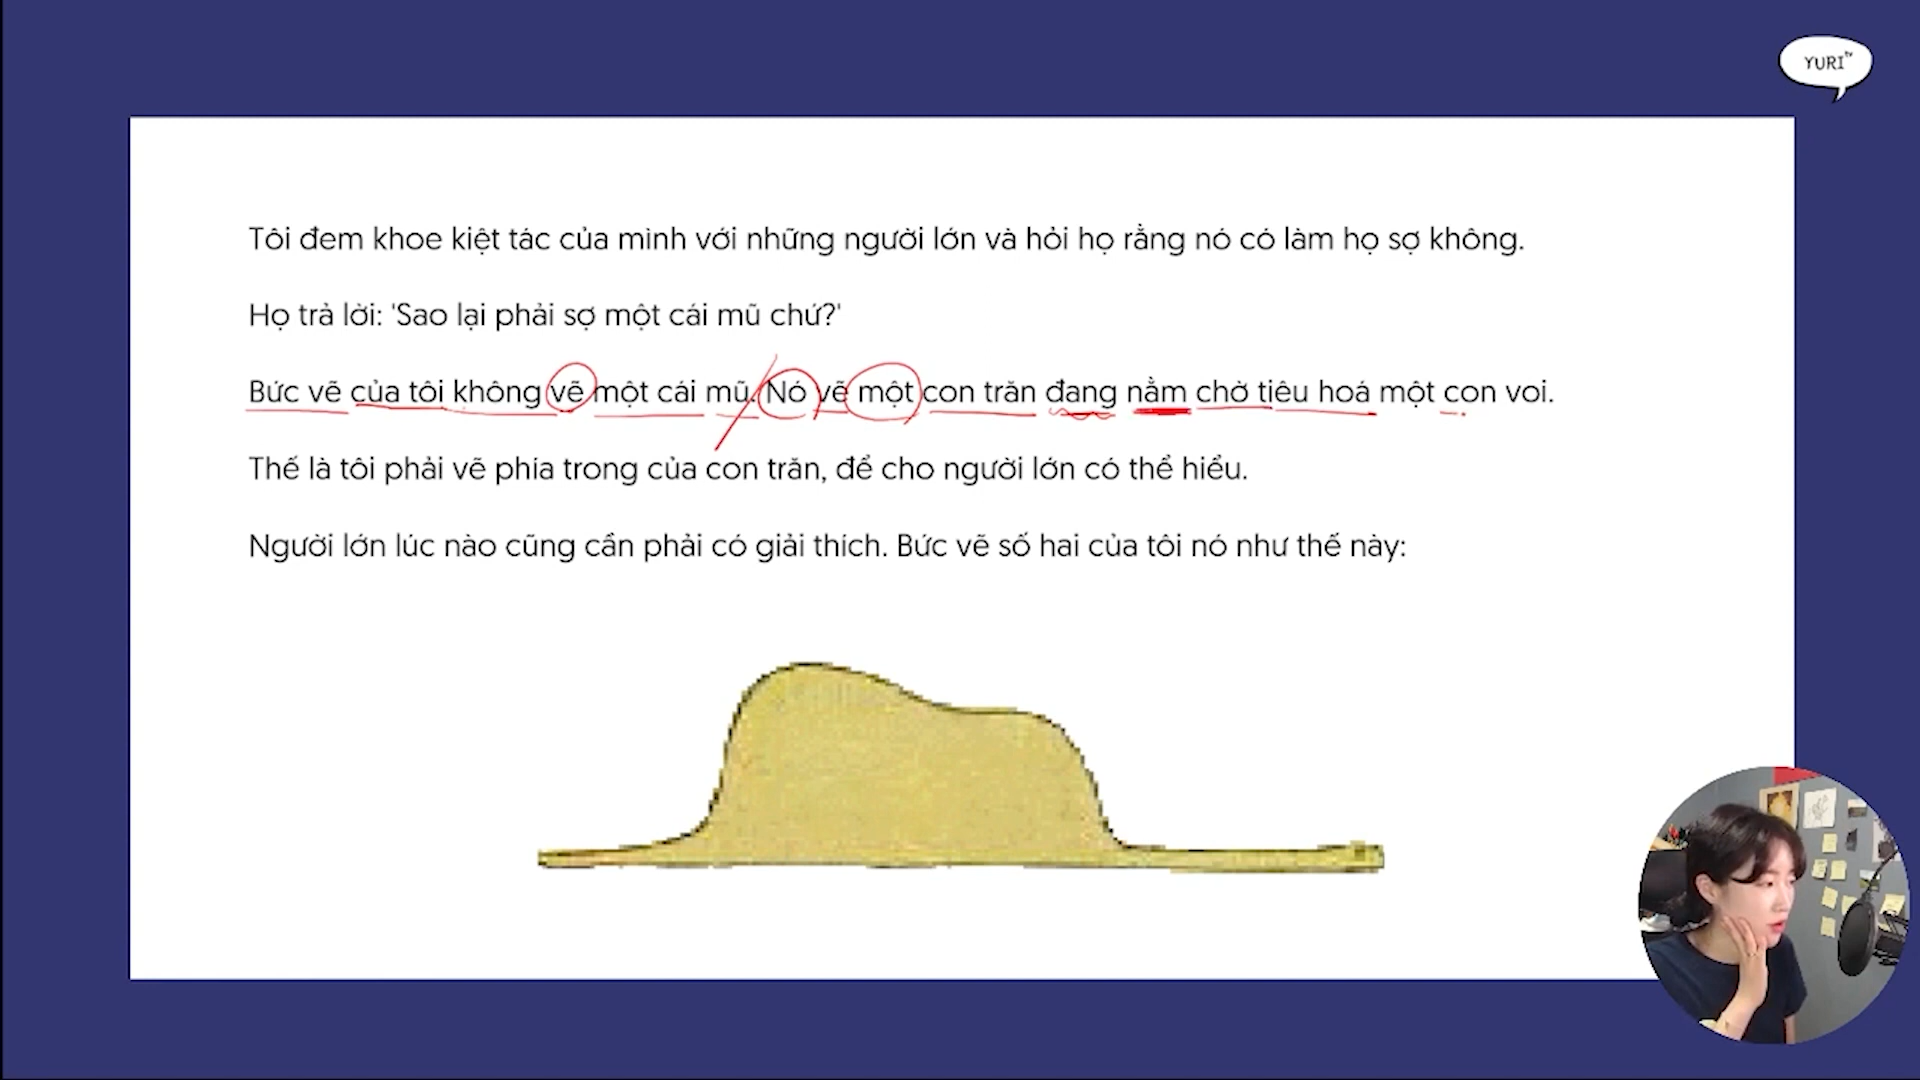 YURI tv
Tôi đem khoe kiệt tác của mình với những người lớn và hỏi họ rằng nó có làm họ sợ không.
Họ trả lời: 'Sao lại phải sợ một cái mũ chứ?'
Bức vẽ của tôi không vẽ một cái mũ. Nó vẽ một con trăn đang nằm chờ tiêu hoá một con voi.
Thế là tôi phải vẽ phía trong của con trăn, để cho người lớn có thể hiểu.
Người lớn lúc nào cũng cần phải có giải thích. Bức vẽ số hai của tôi nó như thế này: